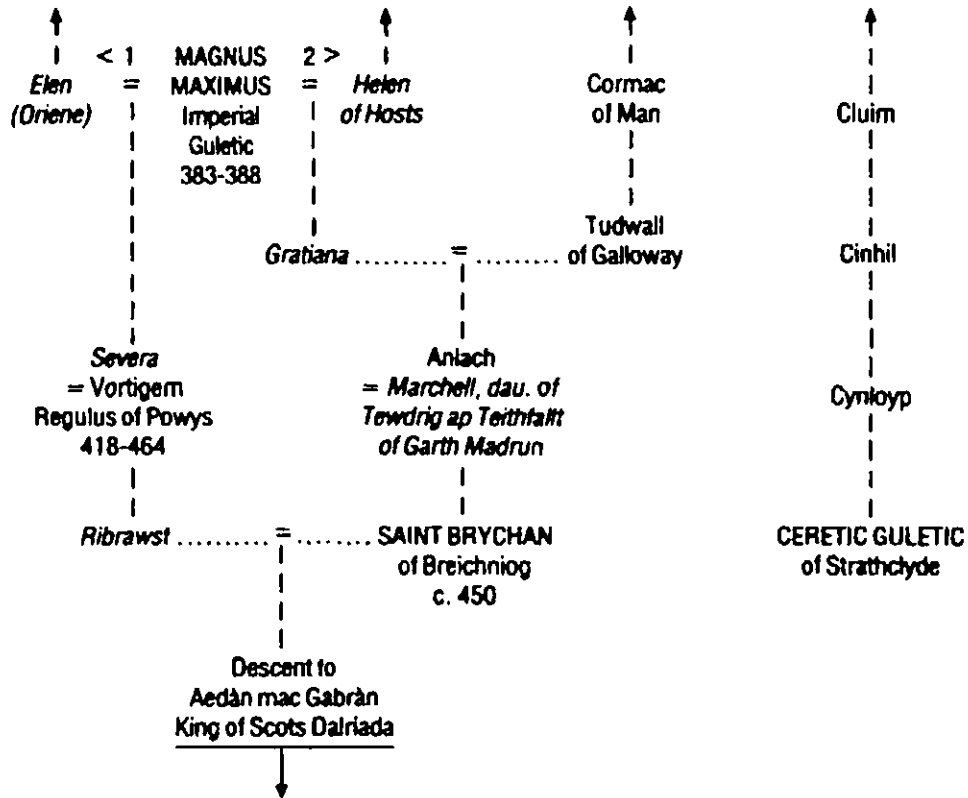 < 1 MAGNUS 2 >
Elen = MAXIMUS = Helen Cormac
(Oriene) Imperial of Hosts of Man Cluim
Guletic
383-388
Tudwall
Gratiana .......... = .......... of Galloway Cinhil
Severa Anlach
= Vortigern = Marchell, dau. of Cynloyp
Regulus of Powys Tewdrig ap Teithfallt
418-464 of Garth Madrun
Ribrawst .......... = .......... SAINT BRYCHAN CERETIC GULETIC
of Breichniog of Strathclyde
c. 450
Descent to
Aedàn mac Gabràn
King of Scots Dalriada